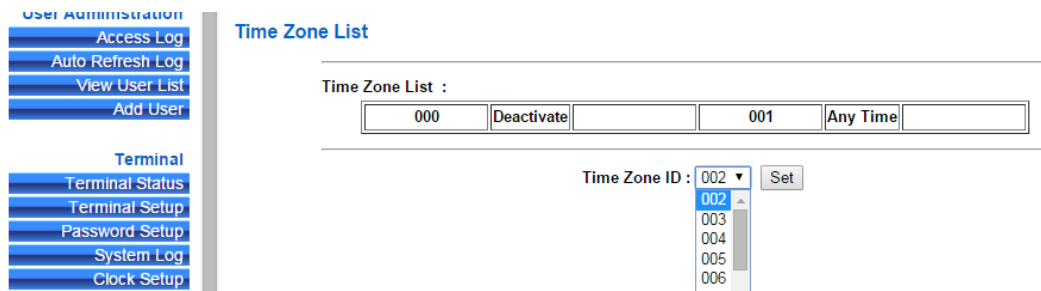 User Administration
Access Log
Auto Refresh Log
View User List
Add User
Terminal
Terminal Status
Terminal Setup
Password Setup
System Log
Clock Setup
Time Zone List
Time Zone List :
000 Deactivate 001 Any Time
Time Zone ID : 002 Set
002
003
004
005
006